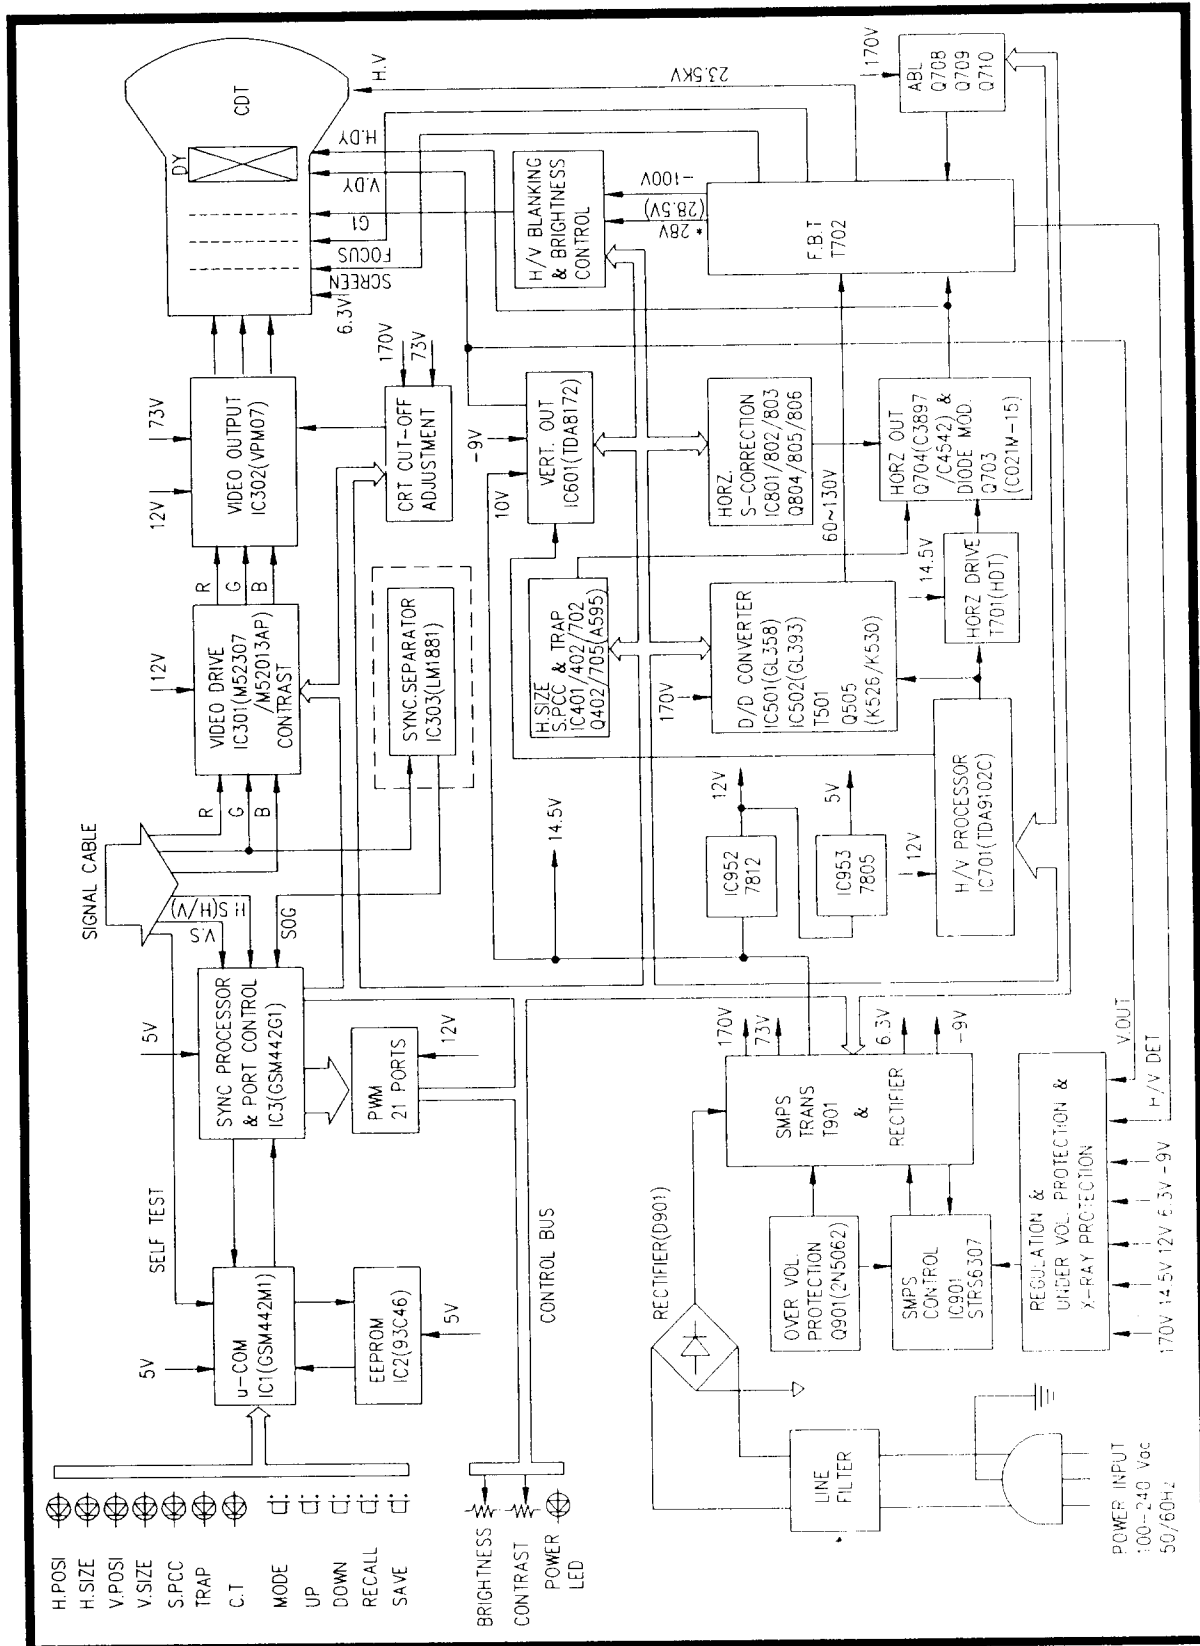 H.POSI
H.SIZE
V.POSI
V.SIZE
S.PCC
TRAP
C.T
MODE
UP
DOWN
RECALL
SAVE
BRIGHTNESS
CONTRAST
POWER
LED
5V
u-COM
IC1(GSM442M1)
EEPROM
IC2(93C46)
5V
SELF TEST
CONTROL BUS
5V
SYNC PROCESSOR
& PORT CONTROL
IC3(GSM442G1)
PWM
21 PORTS
12V
SIGNAL CABLE
V.S
H.S(H/V)
SOG
R
G
B
12V
VIDEO DRIVE
IC301(M52307
/M52013AP)
CONTRAST
SYNC.SEPARATOR
IC303(LM1881)
R
G
B
12V
73V
VIDEO OUTPUT
IC302(VPM07)
CRT CUT-OFF
ADJUSTMENT
170V
73V
6.3V
SCREEN
FOCUS
G1
V.DY
H.DY
H.V
DY
CDT
14.5V
10V
-9V
VERT. OUT
IC601(TDA8172)
H.SIZE
S.PCC & TRAP
IC401/402/702
Q402/705(A595)
H/V BLANKING
& BRIGHTNESS
CONTROL
-100V
* 28V
(28.5V)
23.5KV
170V
ABL
Q708
Q709
Q710
F.B.T
T702
HORZ.
S-CORRECTION
IC801/802/803
Q804/805/806
60~130V
170V
D/D CONVERTER
IC501(GL358)
IC502(GL393)
T501
Q505
(K526/K530)
HORZ OUT
Q704(C3897
/C4542) &
DIODE MOD.
Q703
(CO21M-15)
14.5V
HORZ DRIVE
T701(HDT)
12V
H/V PROCESSOR
IC701(TDA9102C)
12V
IC952
7812
5V
IC953
7805
170V
73V
6.3V
-9V
SMPS
TRANS
T901
&
RECTIFIER
RECTIFIER(D901)
OVER VOL.
PROTECTION
Q901(2N5062)
SMPS
CONTROL
IC901
STRS6307
REGULATION &
UNDER VOL. PROTECTION &
X-RAY PROTECTION
V.OUT
H/V DET
170V 14.5V 12V 6.3V -9V
LINE
FILTER
POWER INPUT
100-240 Vac
50/60Hz